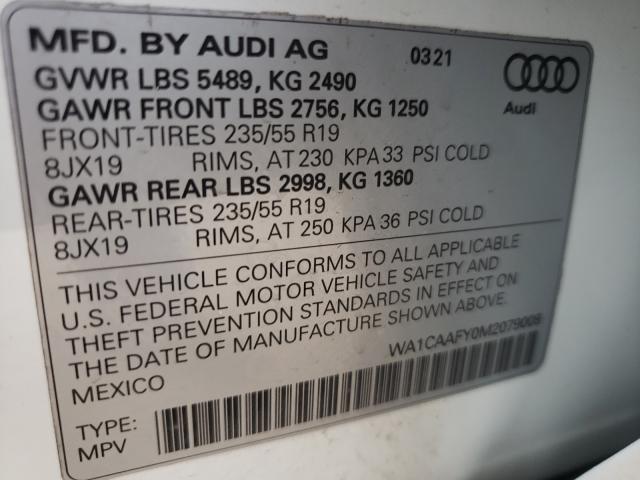 MFD. BY AUDI AG 0321
GVWR LBS 5489, KG 2490
GAWR FRONT LBS 2756, KG 1250
Audi
FRONT-TIRES 235/55 R19
8JX19 RIMS, AT 230 KPA 33 PSI COLD
GAWR REAR LBS 2998, KG 1360
REAR-TIRES 235/55 R19
8JX19 RIMS, AT 250 KPA 36 PSI COLD
THIS VEHICLE CONFORMS TO ALL APPLICABLE
U.S. FEDERAL MOTOR VEHICLE SAFETY AND
THEFT PREVENTION STANDARDS IN EFFECT ON
THE DATE OF MANUFACTURE SHOWN ABOVE.
MEXICO WA1CAAFY0M2079008
TYPE:
MPV